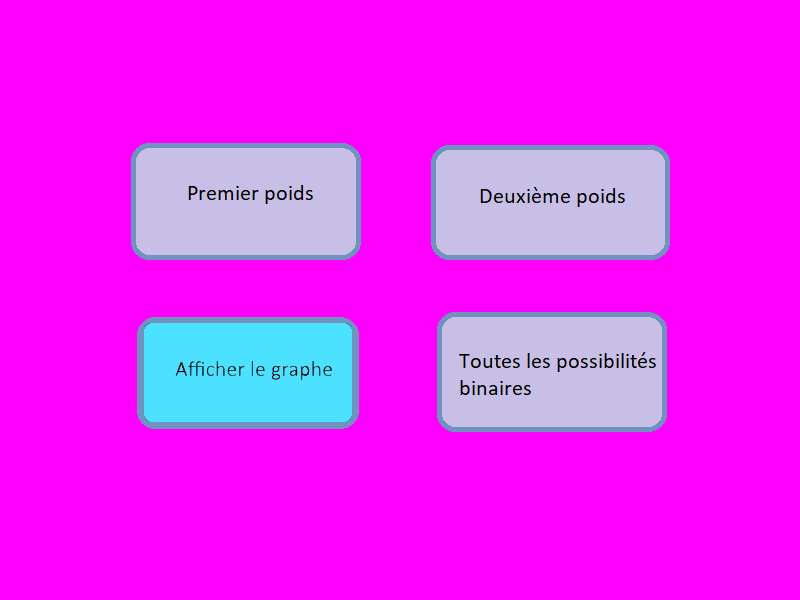 Premier poids
Deuxième poids
Afficher le graphe
Toutes les possibilités
binaires